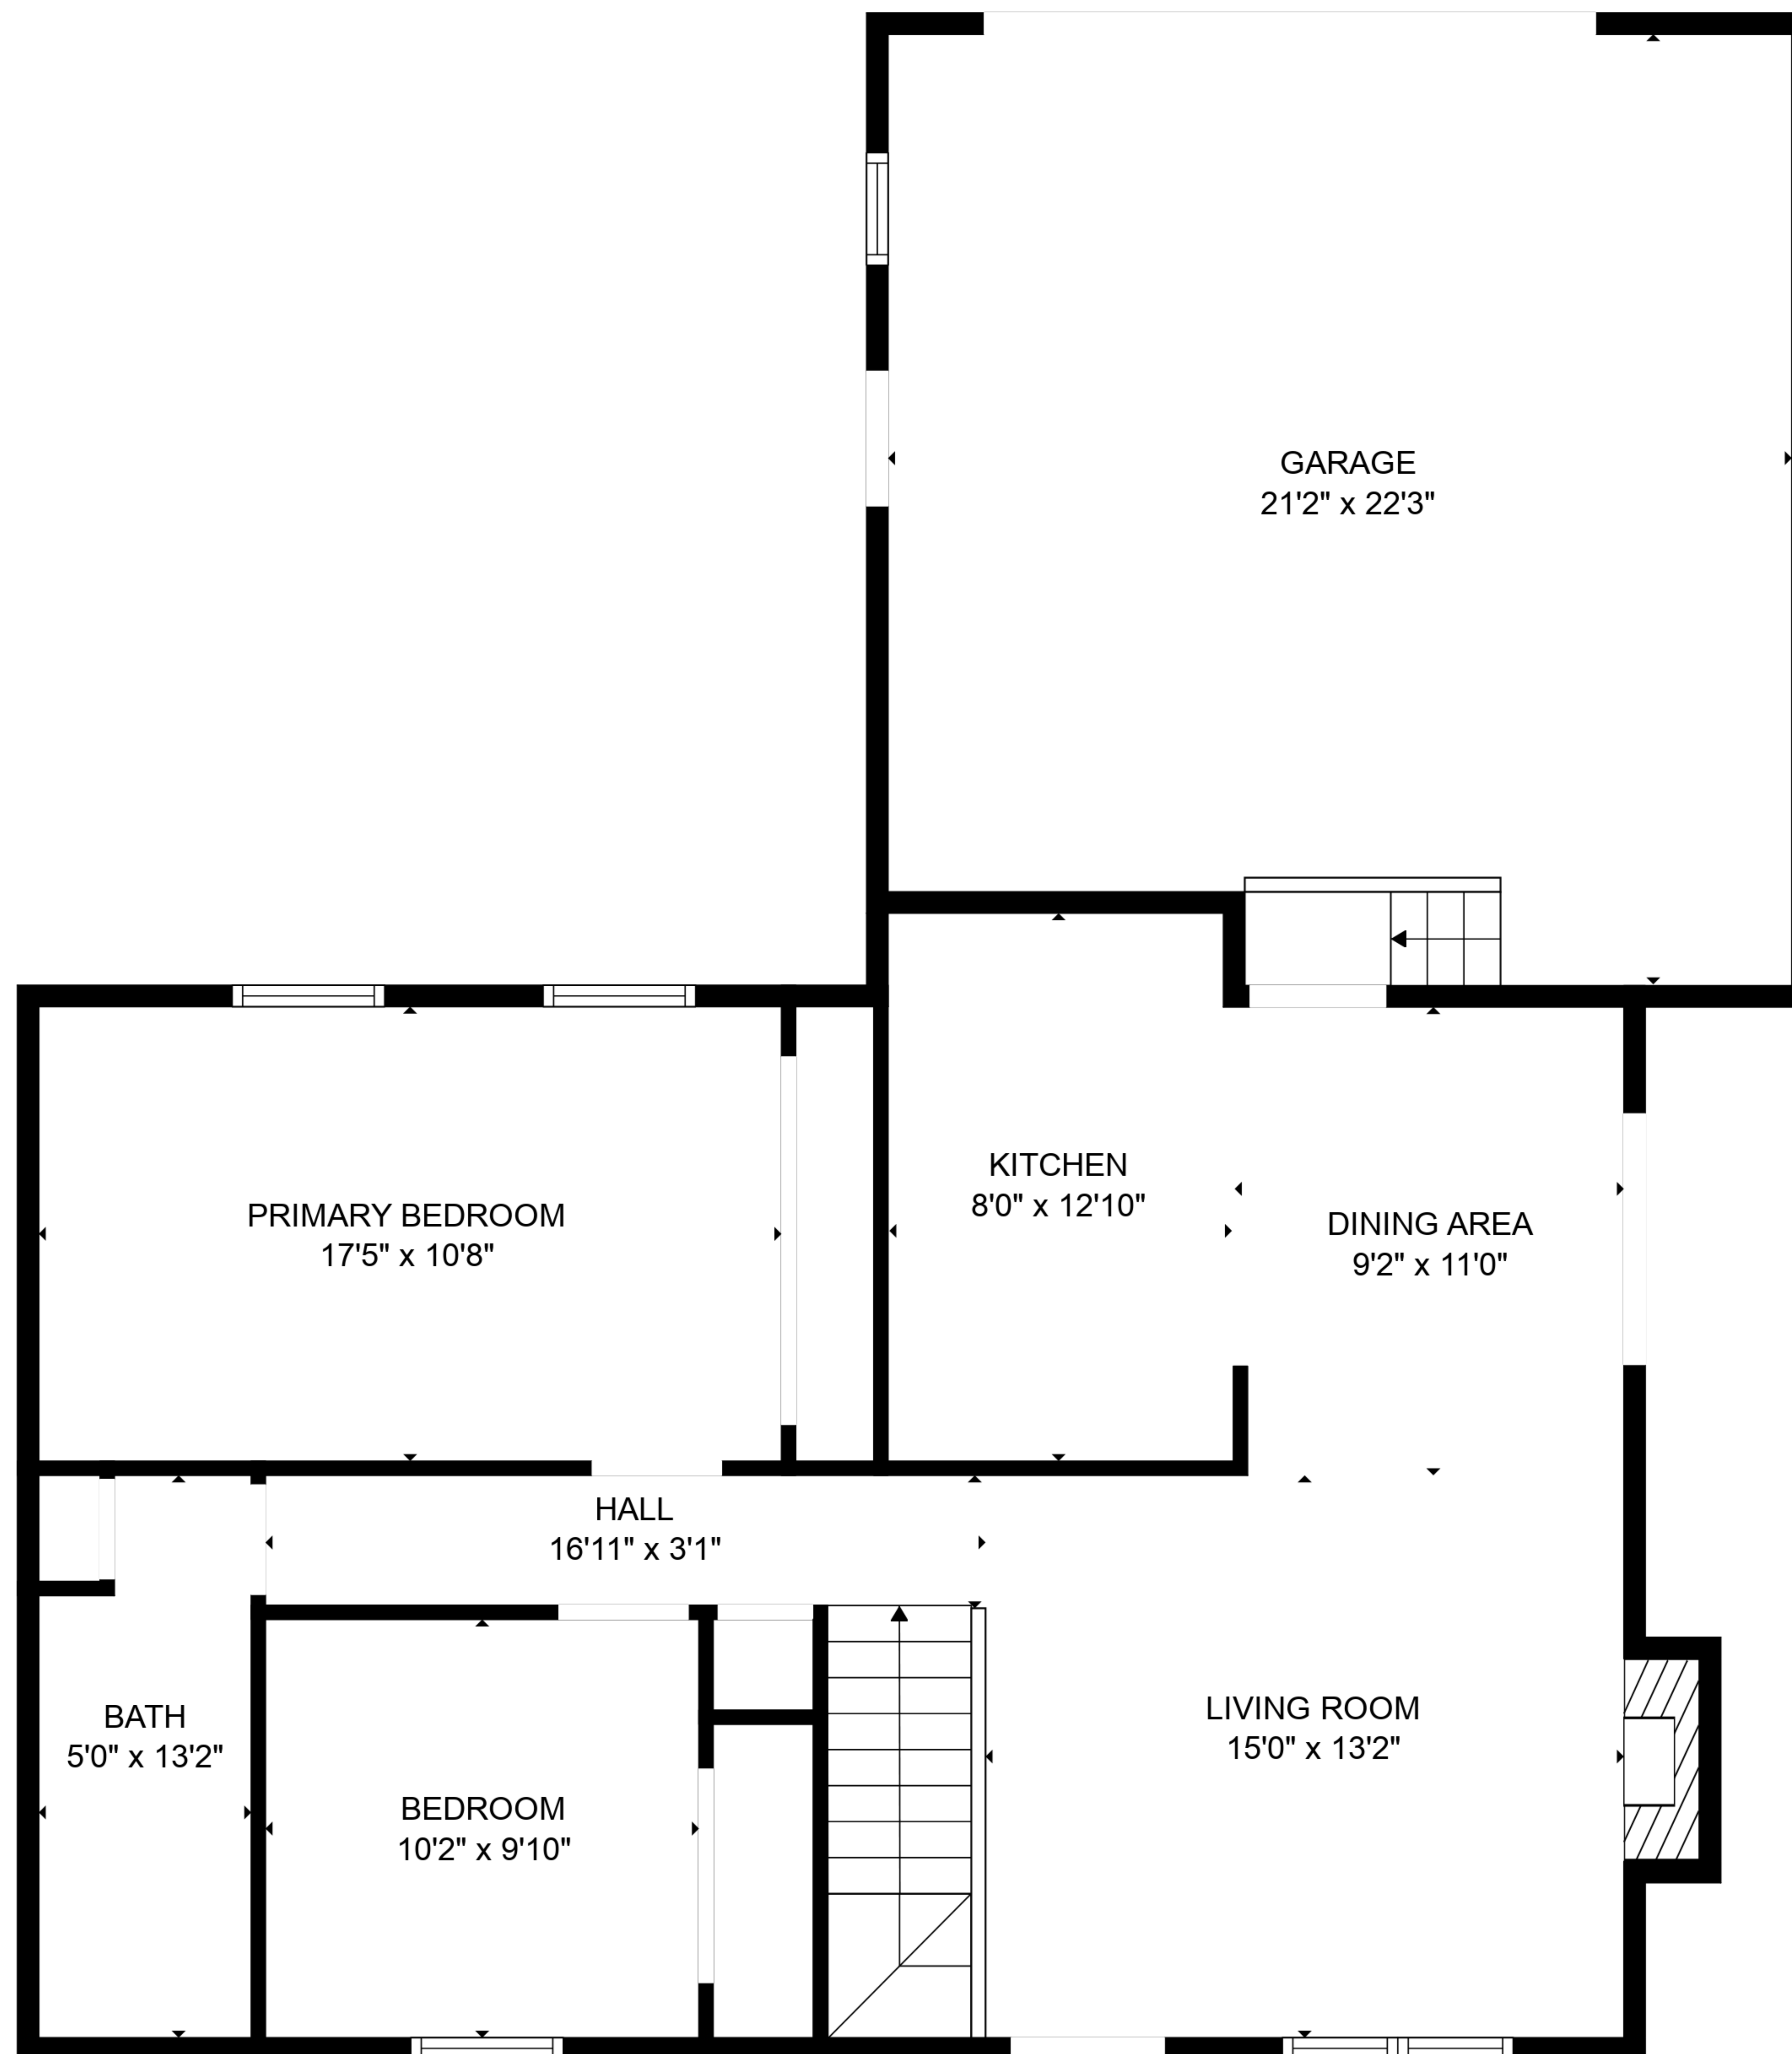 GARAGE
21'2" x 22'3"
KITCHEN
8'0" x 12'10"
PRIMARY BEDROOM
17'5" x 10'8"
DINING AREA
9'2" x 11'0"
HALL
16'11" x 3'1"
BATH
5'0" x 13'2"
LIVING ROOM
15'0" x 13'2"
BEDROOM
10'2" x 9'10"